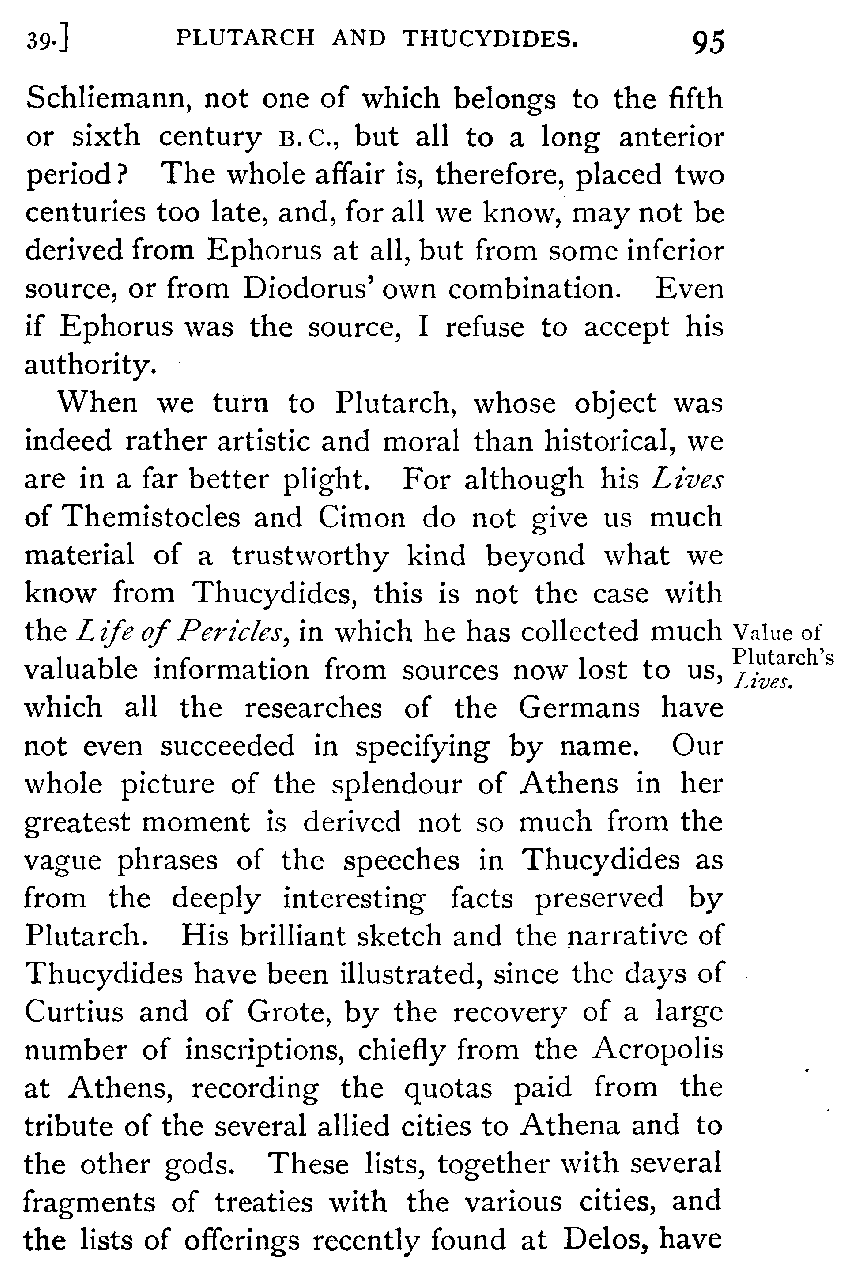 39.] PLUTARCH AND THUCYDIDES. 95
Schliemann, not one of which belongs to the fifth
or sixth century B.C., but all to a long anterior
period? The whole affair is, therefore, placed two
centuries too late, and, for all we know, may not be
derived from Ephorus at all, but from some inferior
source, or from Diodorus' own combination. Even
if Ephorus was the source, I refuse to accept his
authority.
When we turn to Plutarch, whose object was
indeed rather artistic and moral than historical, we
are in a far better plight. For although his Lives
of Themistocles and Cimon do not give us much
material of a trustworthy kind beyond what we
know from Thucydides, this is not the case with
the Life of Pericles, in which he has collected much
valuable information from sources now lost to us,
which all the researches of the Germans have
not even succeeded in specifying by name. Our
whole picture of the splendour of Athens in her
greatest moment is derived not so much from the
vague phrases of the speeches in Thucydides as
from the deeply interesting facts preserved by
Plutarch. His brilliant sketch and the narrative of
Thucydides have been illustrated, since the days of
Curtius and of Grote, by the recovery of a large
number of inscriptions, chiefly from the Acropolis
at Athens, recording the quotas paid from the
tribute of the several allied cities to Athena and to
the other gods. These lists, together with several
fragments of treaties with the various cities, and
the lists of offerings recently found at Delos, have
Value of
Plutarch's
Lives.